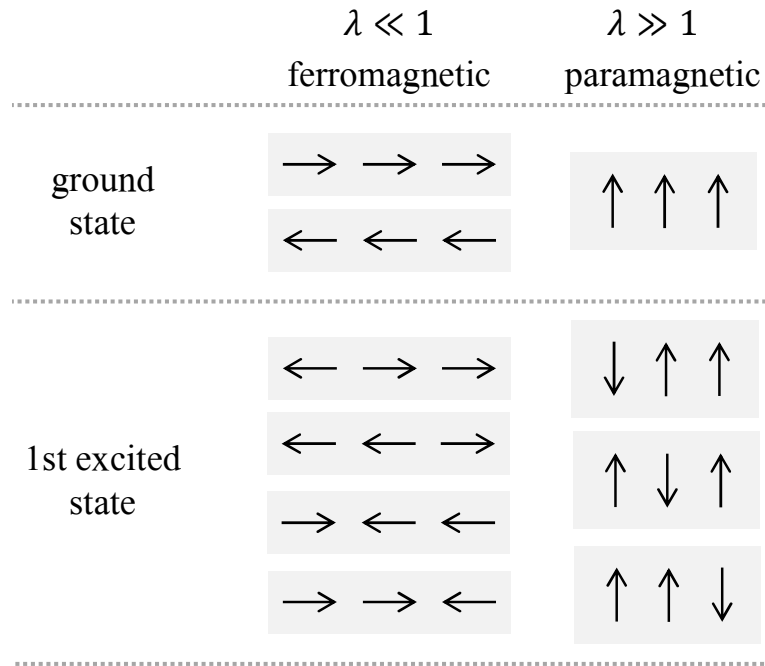 λ ≪ 1
λ ≫ 1
ferromagnetic
paramagnetic
ground
state
1st excited
state